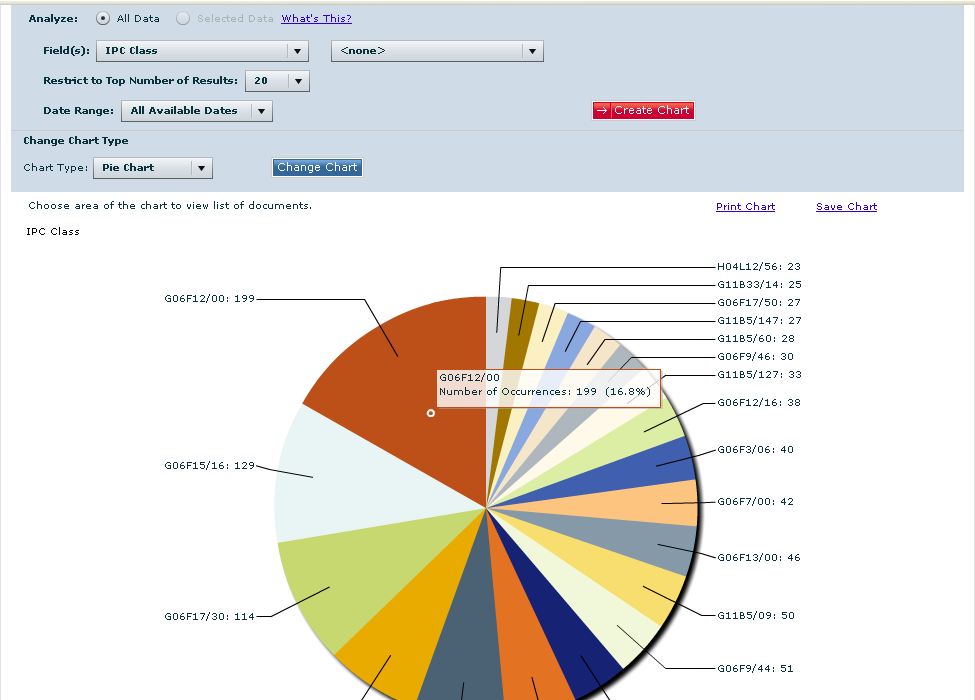 Analyze: All Data Selected Data What's This?
Field(s): IPC Class <none>
Restrict to Top Number of Results: 20
Date Range: All Available Dates → Create Chart
Change Chart Type
Chart Type: Pie Chart Change Chart
Choose area of the chart to view list of documents. Print Chart Save Chart
IPC Class
H04L12/56: 23
G11B33/14: 25
G06F12/00: 199
G06F17/50: 27
G11B5/147: 27
G11B5/60: 28
G06F9/46: 30
G11B5/127: 33
G06F12/00
Number of Occurrences: 199 (16.8%)
G06F12/16: 38
G06F3/06: 40
G06F15/16: 129
G06F7/00: 42
G06F13/00: 46
G11B5/09: 50
G06F17/30: 114
G06F9/44: 51